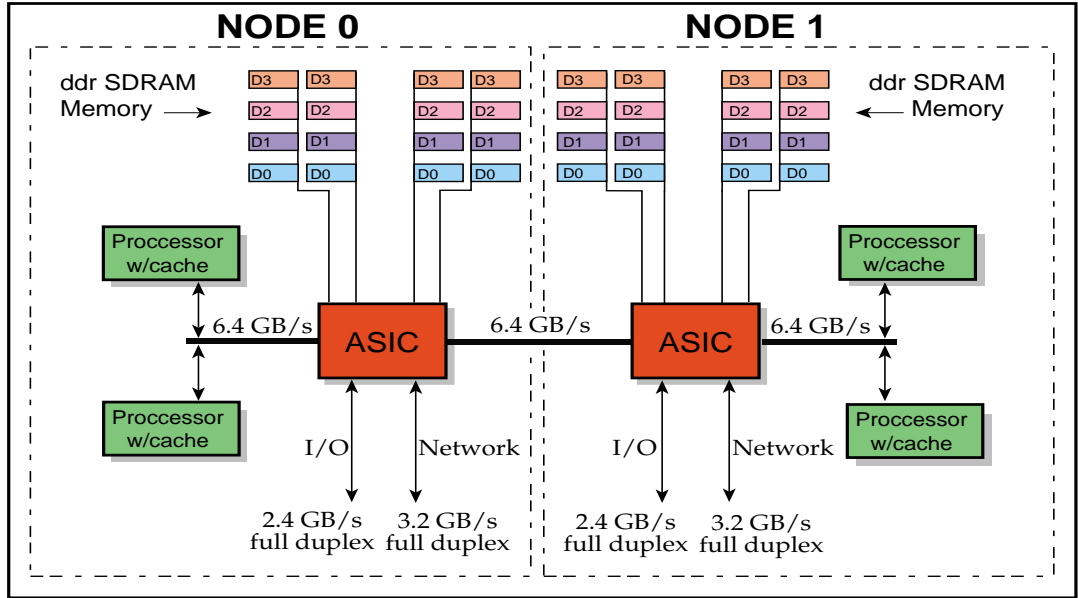 NODE 0 NODE 1
ddr SDRAM
Memory
D3 D3 D3 D3
D2 D2 D2 D2
D1 D1 D1 D1
D0 D0 D0 D0
D3 D3 D3 D3
D2 D2 D2 D2
D1 D1 D1 D1
D0 D0 D0 D0
ddr SDRAM
Memory
Proccessor
w/cache
Proccessor
w/cache
6.4 GB/s
ASIC
6.4 GB/s
ASIC
6.4 GB/s
Proccessor
w/cache
Proccessor
w/cache
I/O
Network
I/O
Network
2.4 GB/s
full duplex
3.2 GB/s
full duplex
2.4 GB/s
full duplex
3.2 GB/s
full duplex